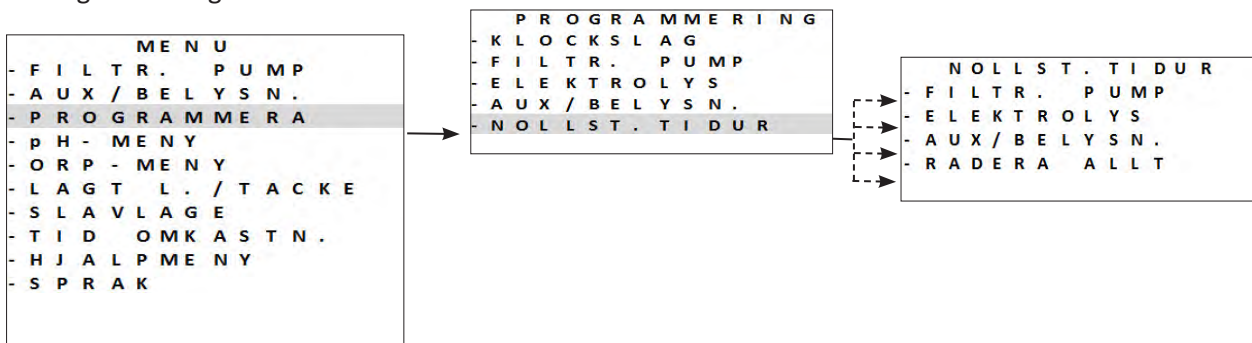 MENU
- FILTR. PUMP
- AUX/BELYSN.
- PROGRAMMERA
- pH- MENY
- ORP-MENY
- LAGT L./TACKE
- SLAVLAGE
- TID OMKASTN.
- HJALPMENY
- SPRAK
PROGRAMMERING
- KLOCKSLAG
- FILTR. PUMP
- ELEKTROLYS
- AUX/BELYSN.
- NOLLST. TIDUR
NOLLST. TIDUR
- FILTR. PUMP
- ELEKTROLYS
- AUX/BELYSN.
- RADERA ALLT